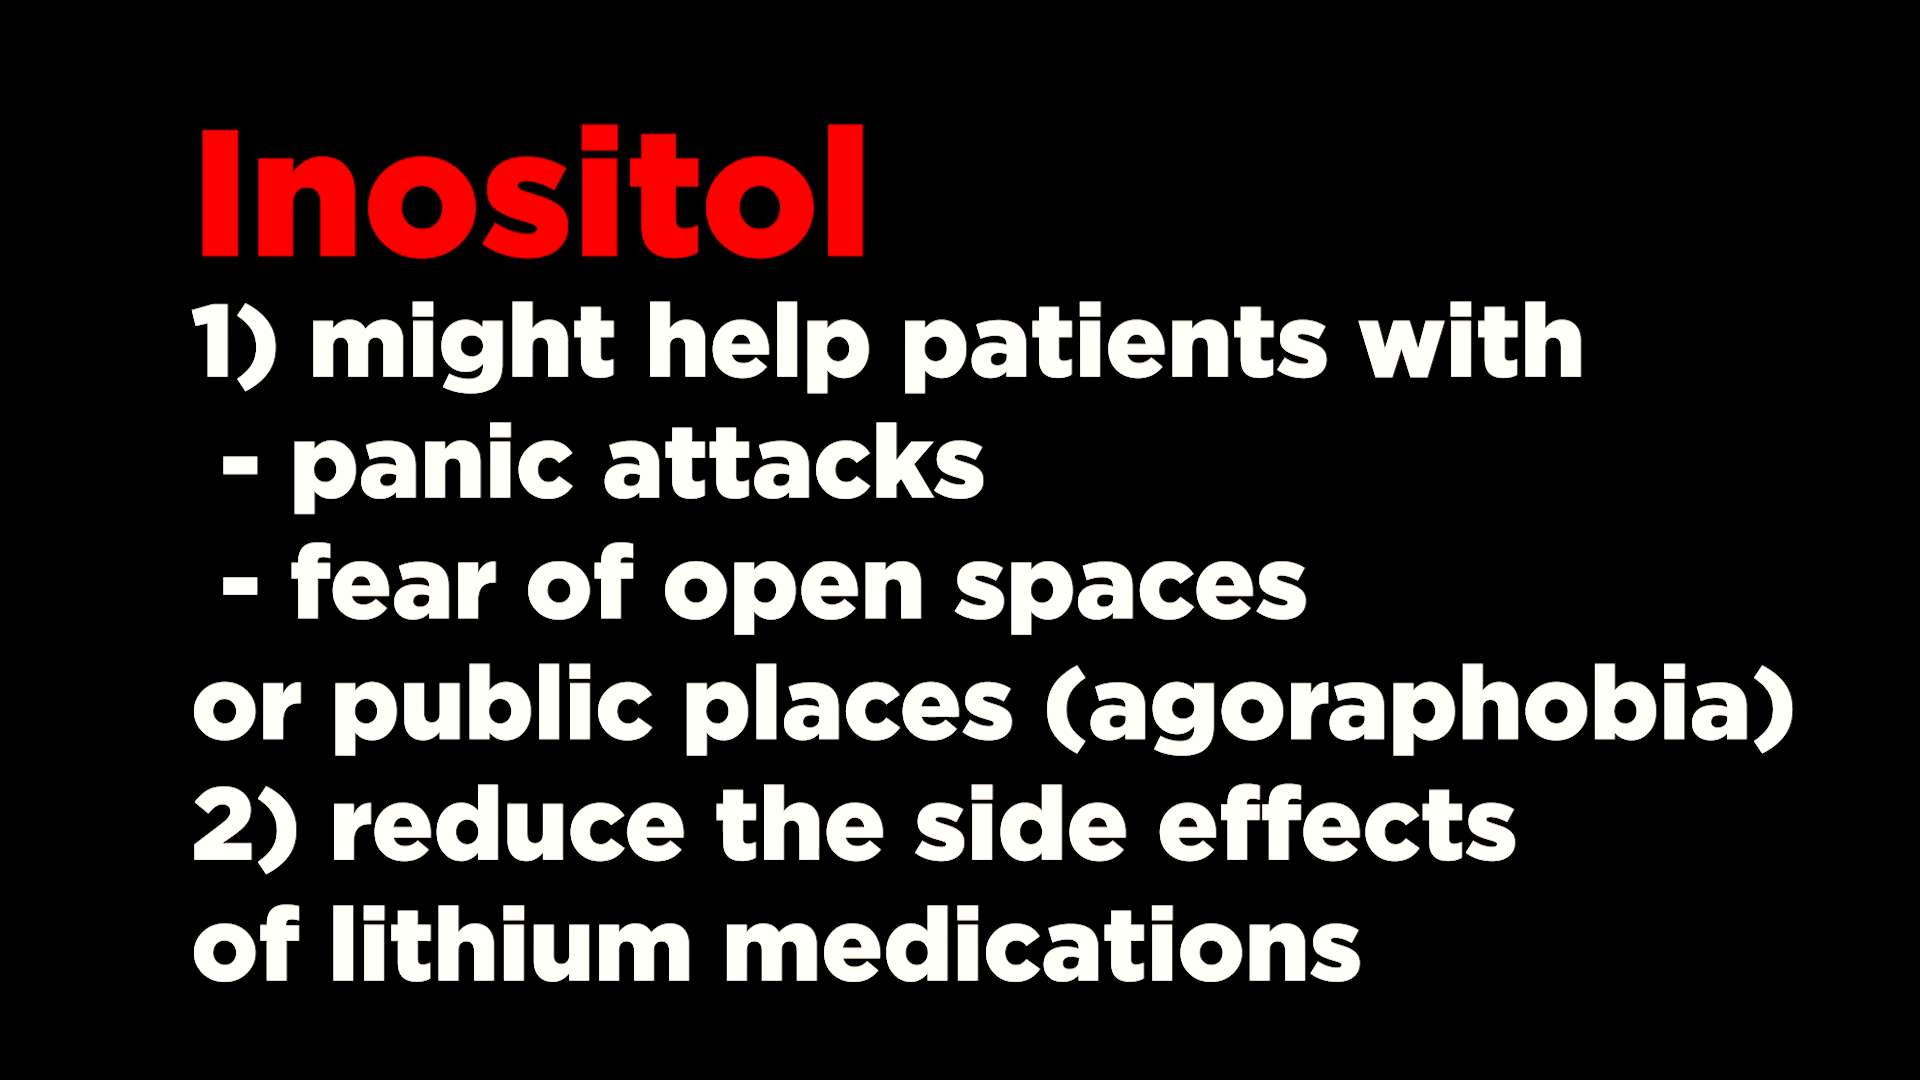 Inositol
1) might help patients with
- panic attacks
- fear of open spaces
or public places (agoraphobia)
2) reduce the side effects
of lithium medications